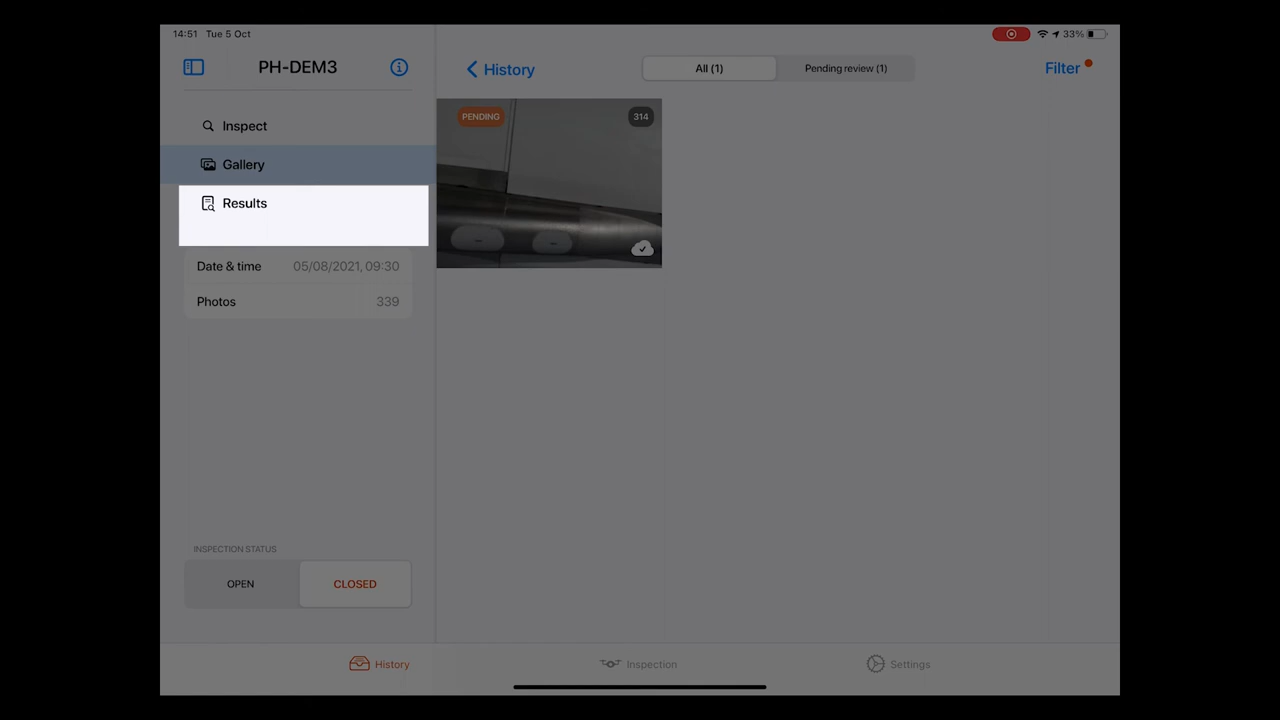 14:51 Tue 5 Oct
33%
PH-DEM3
History
All (1)
Pending review (1)
Filter
Inspect
Gallery
Results
PENDING
314
Date & time 05/08/2021, 09:30
Photos 339
INSPECTION STATUS
OPEN
CLOSED
History
Inspection
Settings